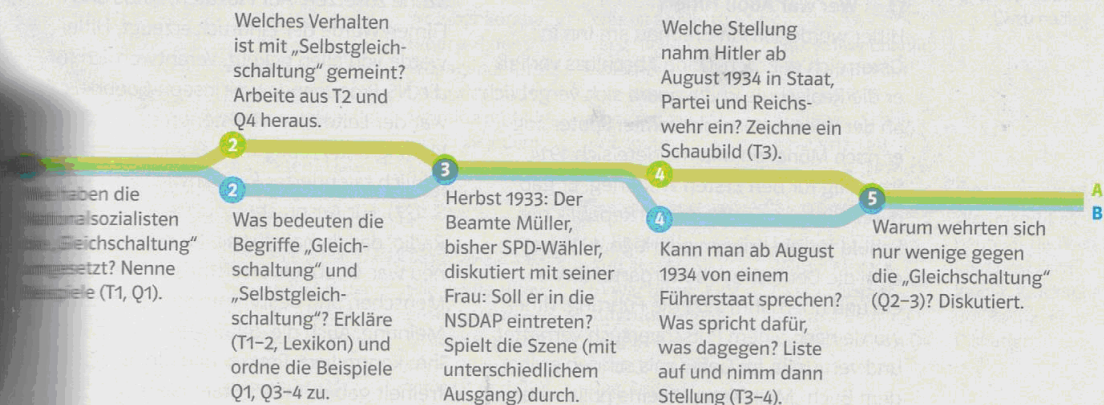 Welches Verhalten
ist mit „Selbstgleich-
schaltung“ gemeint?
Arbeite aus T2 und
Q4 heraus.
Welche Stellung
nahm Hitler ab
August 1934 in Staat,
Partei und Reichs-
wehr ein? Zeichne ein
Schaubild (T3).
2
2
3
4
4
5
A
B
haben die
Nationalsozialisten
„Gleichschaltung“
umgesetzt? Nenne
Beispiele (T1, Q1).
Was bedeuten die
Begriffe „Gleich-
schaltung“ und
„Selbstgleich-
schaltung“? Erkläre
(T1–2, Lexikon) und
ordne die Beispiele
Q1, Q3–4 zu.
Herbst 1933: Der
Beamte Müller,
bisher SPD-Wähler,
diskutiert mit seiner
Frau: Soll er in die
NSDAP eintreten?
Spielt die Szene (mit
unterschiedlichem
Ausgang) durch.
Kann man ab August
1934 von einem
Führerstaat sprechen?
Was spricht dafür,
was dagegen? Liste
auf und nimm dann
Stellung (T3–4).
Warum wehrten sich
nur wenige gegen
die „Gleichschaltung“
(Q2–3)? Diskutiert.